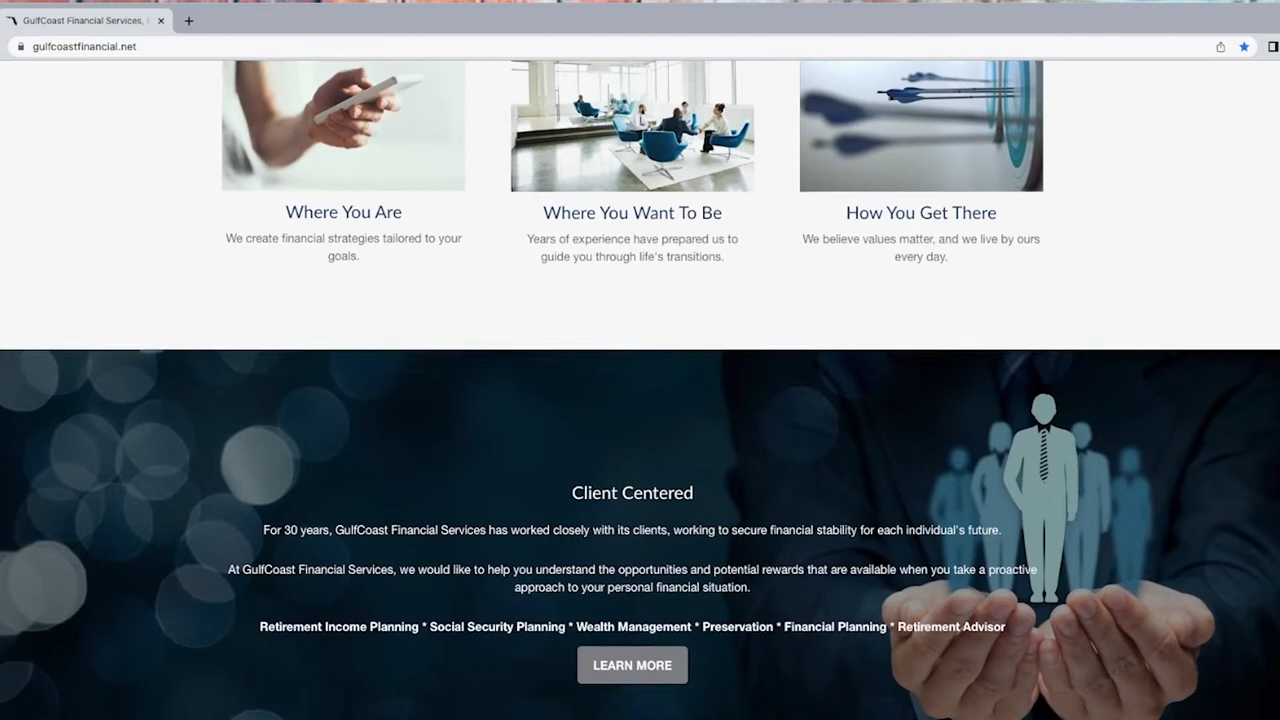 GulfCoast Financial Services,
gulfcoastfinancial.net
Where You Are
Where You Want To Be
How You Get There
We create financial strategies tailored to your
goals.
Years of experience have prepared us to
guide you through life's transitions.
We believe values matter, and we live by ours
every day.
Client Centered
For 30 years, GulfCoast Financial Services has worked closely with its clients, working to secure financial stability for each individual's future.
At GulfCoast Financial Services, we would like to help you understand the opportunities and potential rewards that are available when you take a proactive
approach to your personal financial situation.
Retirement Income Planning * Social Security Planning * Wealth Management * Preservation * Financial Planning * Retirement Advisor
LEARN MORE